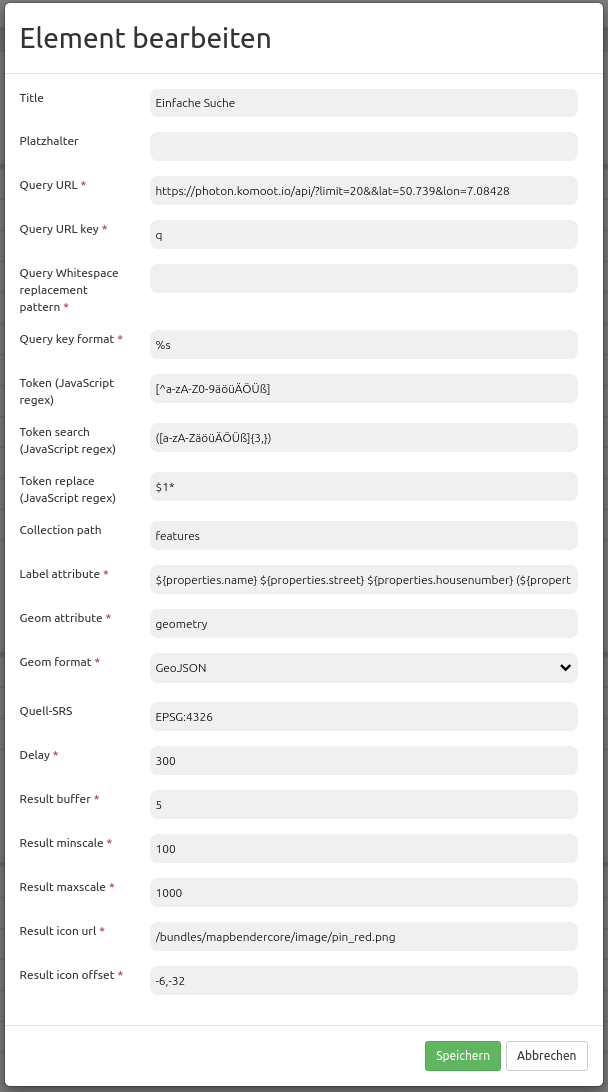 Element bearbeiten
Title
Einfache Suche
Platzhalter
Query URL *
https://photon.komoot.io/api/?limit=20&&lat=50.739&lon=7.08428
Query URL key *
q
Query Whitespace
replacement
pattern *
Query key format *
%s
Token (JavaScript
regex)
[^a-zA-Z0-9äöüÄÖÜß]
Token search
(JavaScript regex)
([a-zA-ZäöüÄÖÜß]{3,})
Token replace
(JavaScript regex)
$1*
Collection path
features
Label attribute *
${properties.name} ${properties.street} ${properties.housenumber} (${propert
Geom attribute *
geometry
Geom format *
GeoJSON
Quell-SRS
EPSG:4326
Delay *
300
Result buffer *
5
Result minscale *
100
Result maxscale *
1000
Result icon url *
/bundles/mapbendercore/image/pin_red.png
Result icon offset *
-6,-32
Speichern
Abbrechen